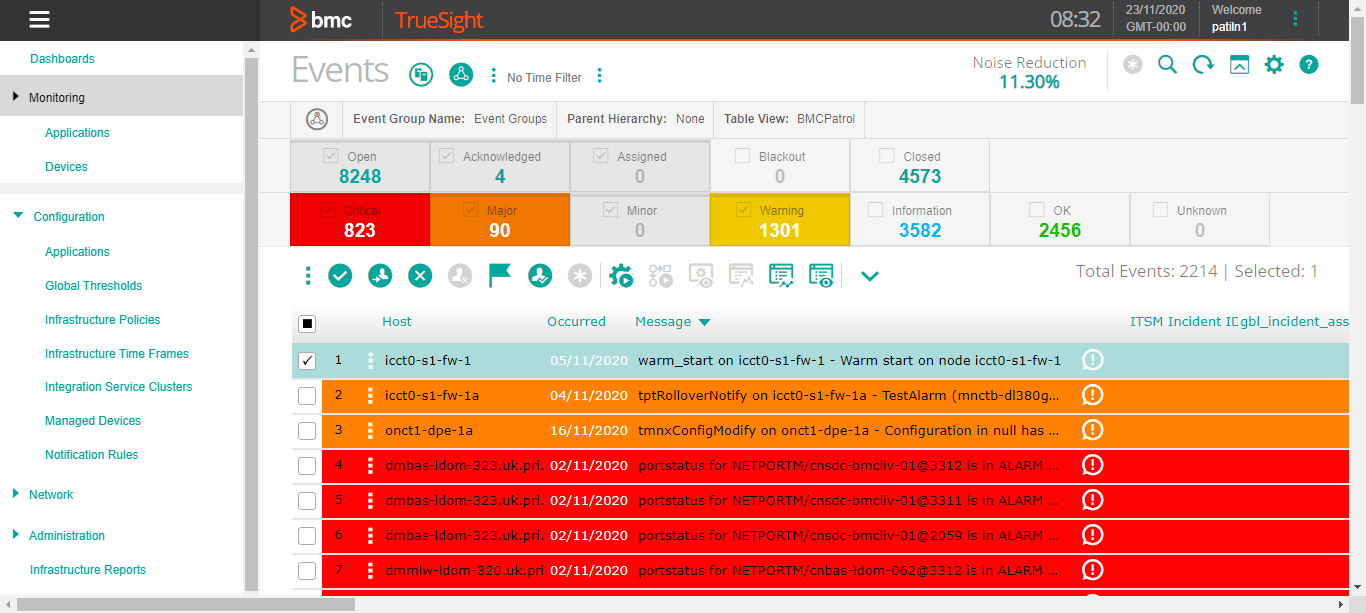 bmc TrueSight 08:32 23/11/2020 GMT-00:00 Welcome patiln1
Dashboards
Monitoring
Applications
Devices
Configuration
Applications
Global Thresholds
Infrastructure Policies
Infrastructure Time Frames
Integration Service Clusters
Managed Devices
Notification Rules
Network
Administration
Infrastructure Reports
Events No Time Filter Noise Reduction 11.30% ?
Event Group Name: Event Groups Parent Hierarchy: None Table View: BMCPatrol
Open Acknowledged Assigned Blackout Closed
8248 4 0 0 4573
Critical Major Minor Warning Information OK Unknown
823 90 0 1301 3582 2456 0
Total Events: 2214 | Selected: 1
Host Occurred Message ITSM Incident ID gbl_incident_ass
1 icct0-s1-fw-1 05/11/2020 warm_start on icct0-s1-fw-1 - Warm start on node icct0-s1-fw-1
2 icct0-s1-fw-1a 04/11/2020 tptRolloverNotify on icct0-s1-fw-1a - TestAlarm (mnctb-dl380g...
3 onct1-dpe-1a 16/11/2020 tmnxConfigModify on onct1-dpe-1a - Configuration in null has ...
4 dmbas-ldom-323.uk.pri. 02/11/2020 portstatus for NETPORTM/cnsdc-bmcliv-01@3312 is in ALARM ...
5 dmbas-ldom-323.uk.pri. 02/11/2020 portstatus for NETPORTM/cnsdc-bmcliv-01@3311 is in ALARM ...
6 dmbas-ldom-323.uk.pri. 02/11/2020 portstatus for NETPORTM/cnsdc-bmcliv-01@2059 is in ALARM ...
7 dmmlw-ldom-320.uk.pri 02/11/2020 portstatus for NETPORTM/cnbas-ldom-062@3312 is in ALARM ...